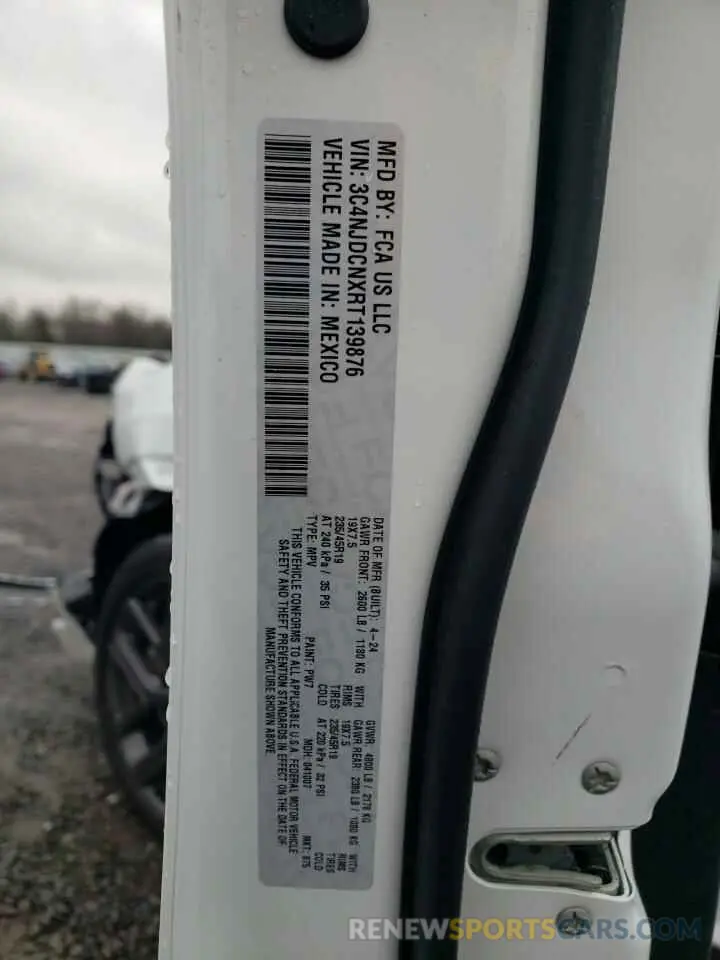 MFD BY: FCA US LLC
VIN: 3C4NJDCNXRT139876
VEHICLE MADE IN: MEXICO
DATE OF MFR (BUILT): 4-24 GVWR: 4800 LB / 2178 KG
GAWR FRONT: 2600 LB / 1180 KG WITH GAWR REAR: 2380 LB / 1080 KG WITH
19X7.5 RIMS 19X7.5 RIMS
235/45R19 TIRES 235/45R19
AT 240 kPa / 35 PSI COLD AT 220 kPa / 32 PSI COLD
TYPE: MPV PAINT: PW7 MDH: 041007 MKT: 875
THIS VEHICLE CONFORMS TO ALL APPLICABLE U.S.A. FEDERAL MOTOR VEHICLE
SAFETY AND THEFT PREVENTION STANDARDS IN EFFECT ON THE DATE OF
MANUFACTURE SHOWN ABOVE
RENEWSPORTSCARS.COM